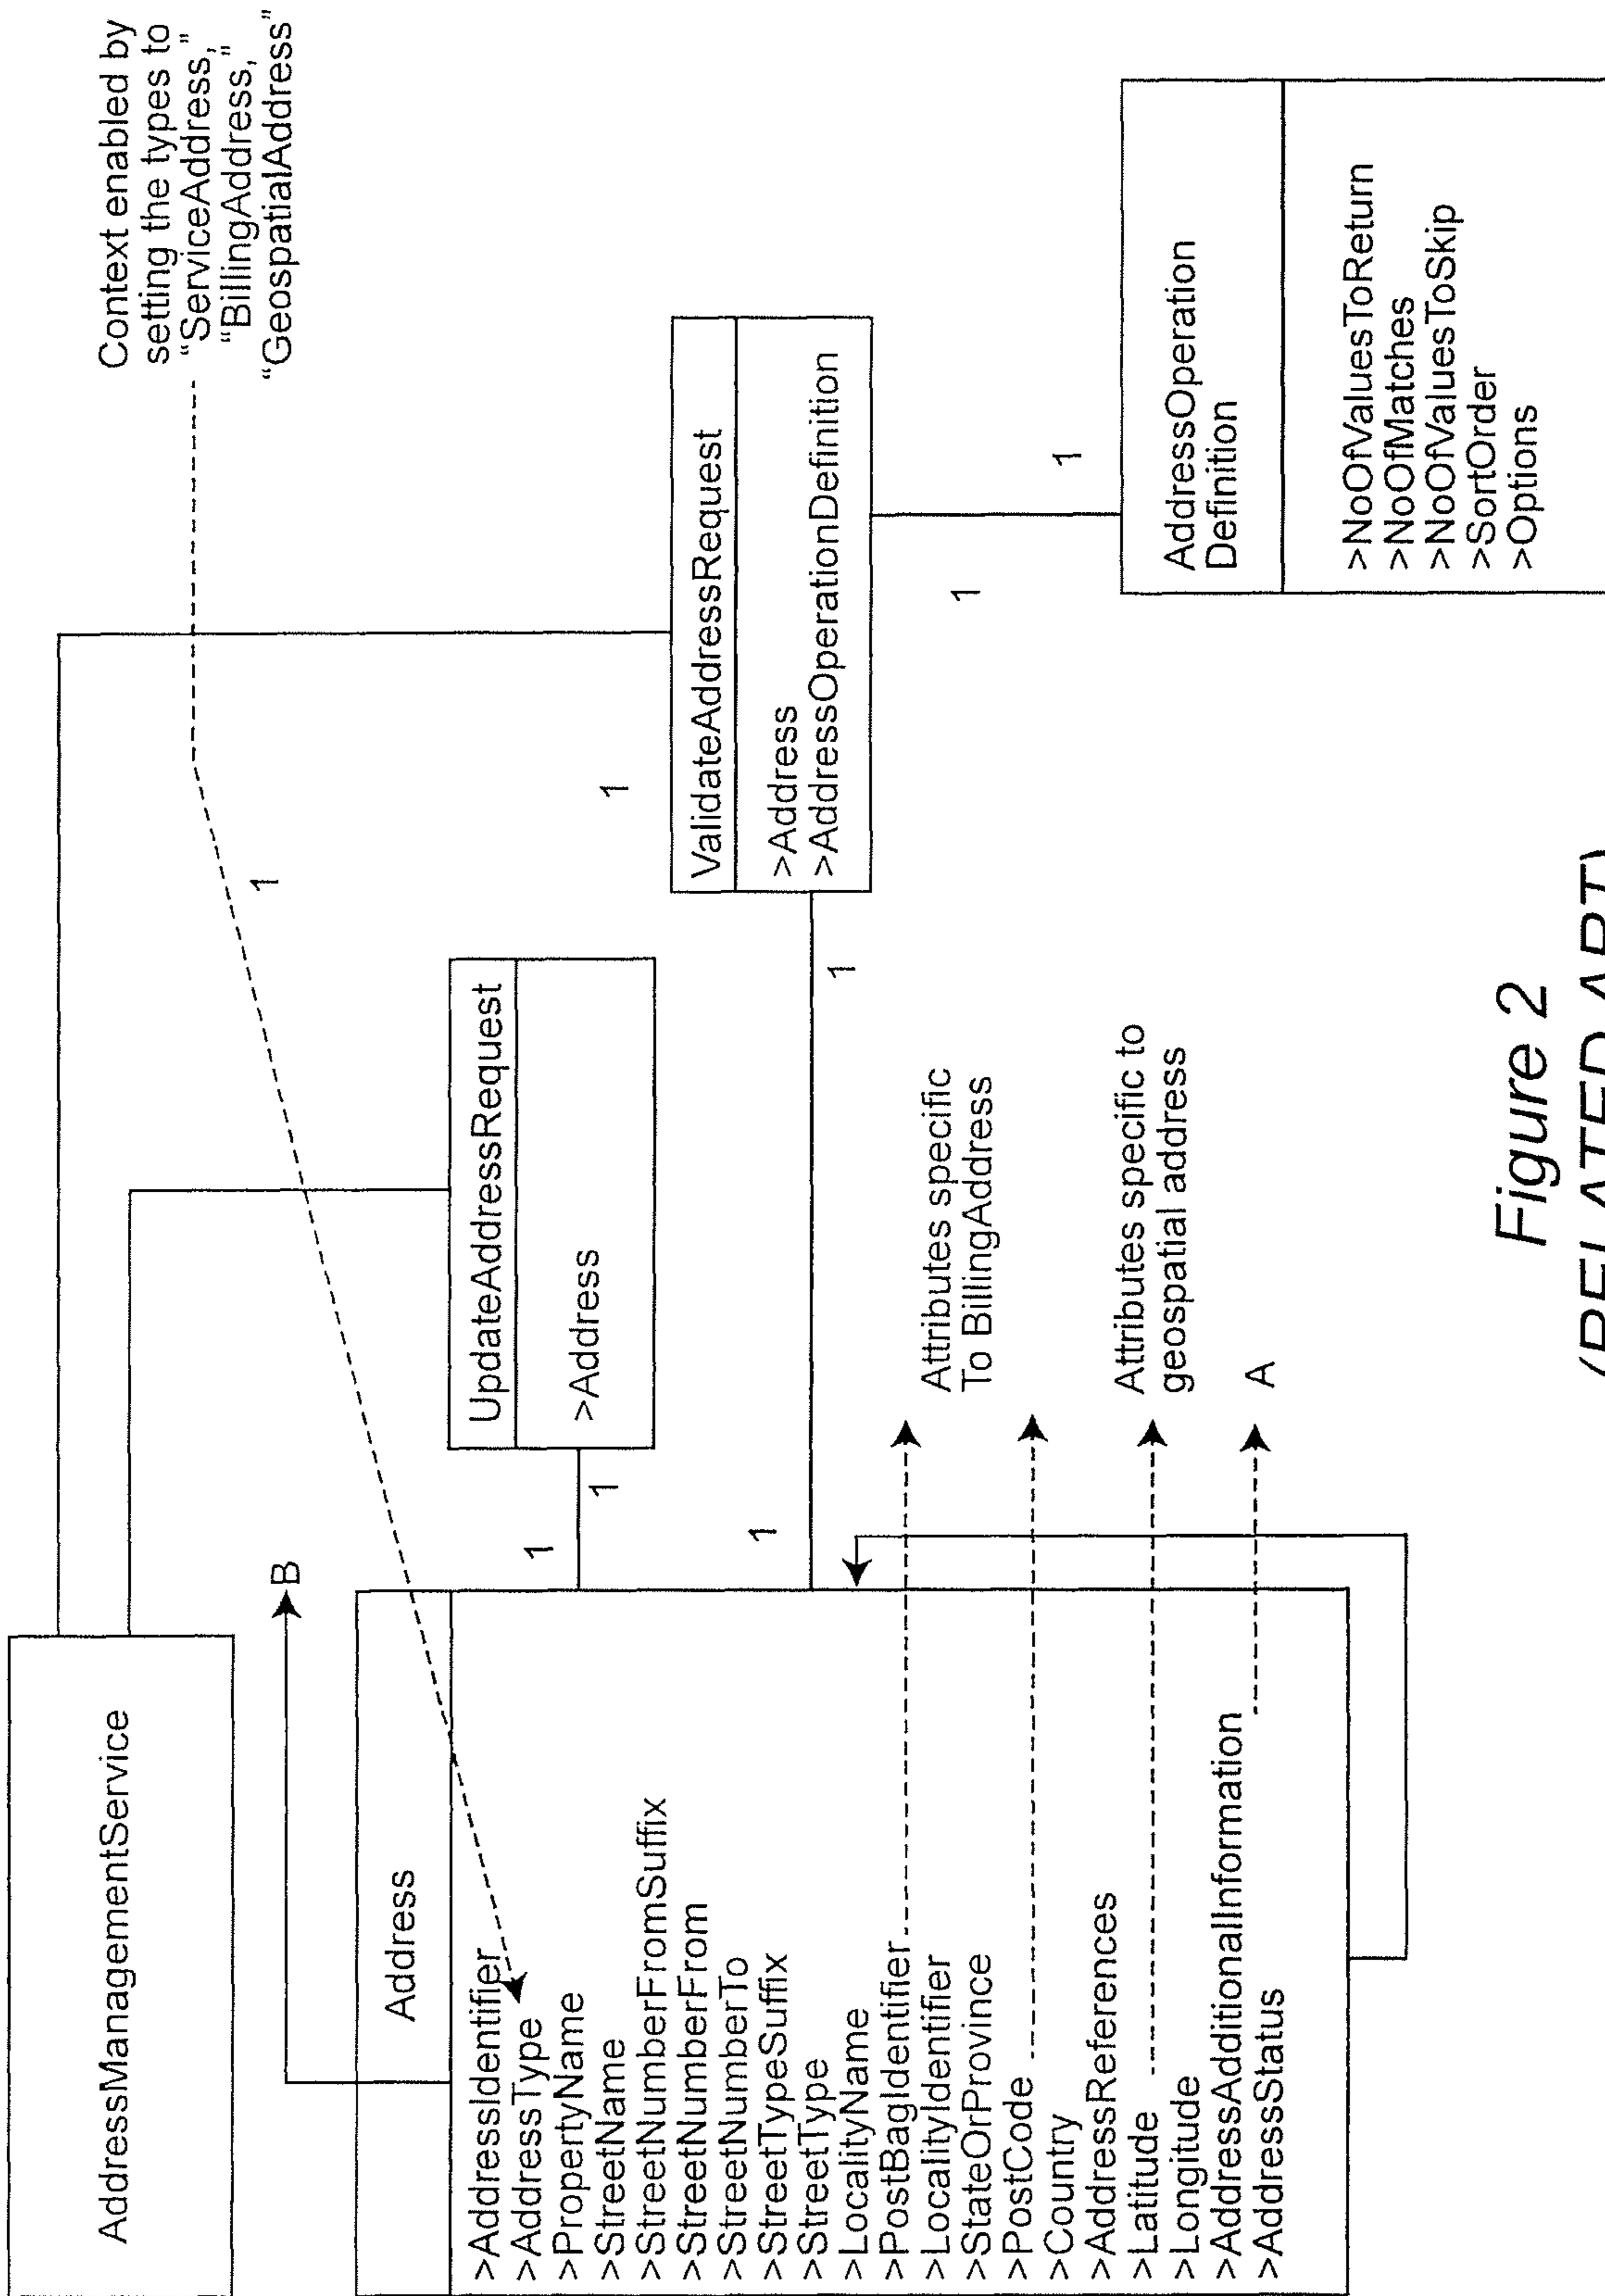 AddressManagementService
Context enabled by
setting the types to
“ServiceAddress,”
“BillingAddress,”
“GeospatialAddress”
B
1
Address
>AddressIdentifier
>AddressType
>PropertyName
>StreetName
>StreetNumberFromSuffix
>StreetNumberFrom
>StreetNumberTo
>StreetTypeSuffix
>StreetType
>LocalityName
>PostBagIdentifier
>LocalityIdentifier
>StateOrProvince
>PostCode
>Country
>AddressReferences
>Latitude
>Longitude
>AddressAdditionalInformation
>AddressStatus
1
1
UpdateAddressRequest
>Address
1
1
1
ValidateAddressRequest
>Address
>AddressOperationDefinition
Attributes specific
To BillingAddress
Attributes specific to
geospatial address
A
1
1
AddressOperation
Definition
>NoOfValuesToReturn
>NoOfMatches
>NoOfValuesToSkip
>SortOrder
>Options
Figure 2
(RELATED ART)